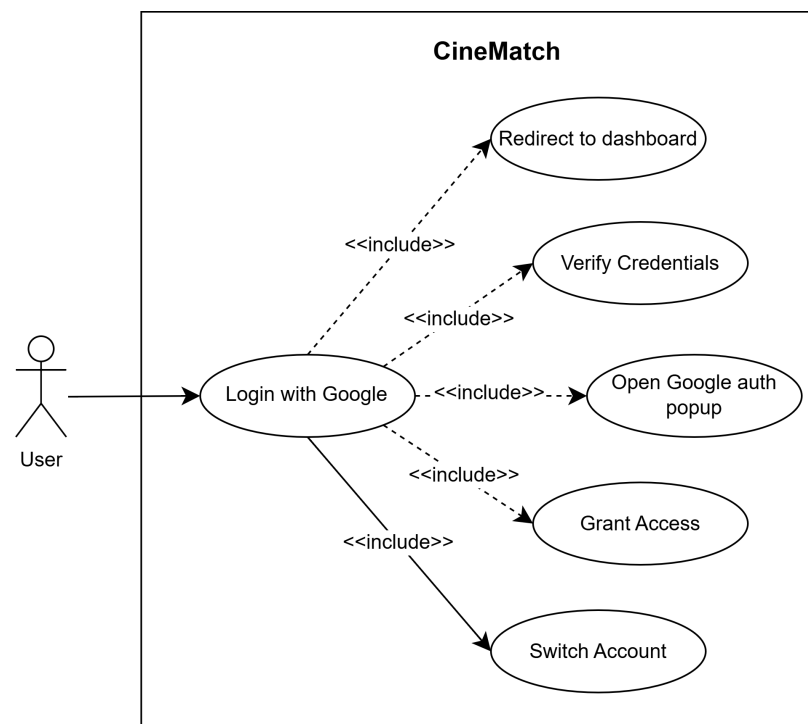 CineMatch
Redirect to dashboard
<<include>>
Verify Credentials
<<include>>
Login with Google
<<include>>
Open Google auth
popup
User
<<include>>
Grant Access
<<include>>
Switch Account